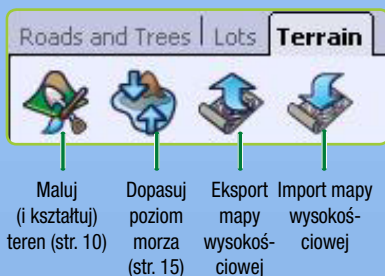 Roads and Trees | Lots Terrain
Maluj
(i kształtuj)
teren (str. 10)
Dopasuj
poziom
morza
(str. 15)
Eksport
mapy
wysokoś-
ciowej
Import mapy
wysokoś-
ciowej